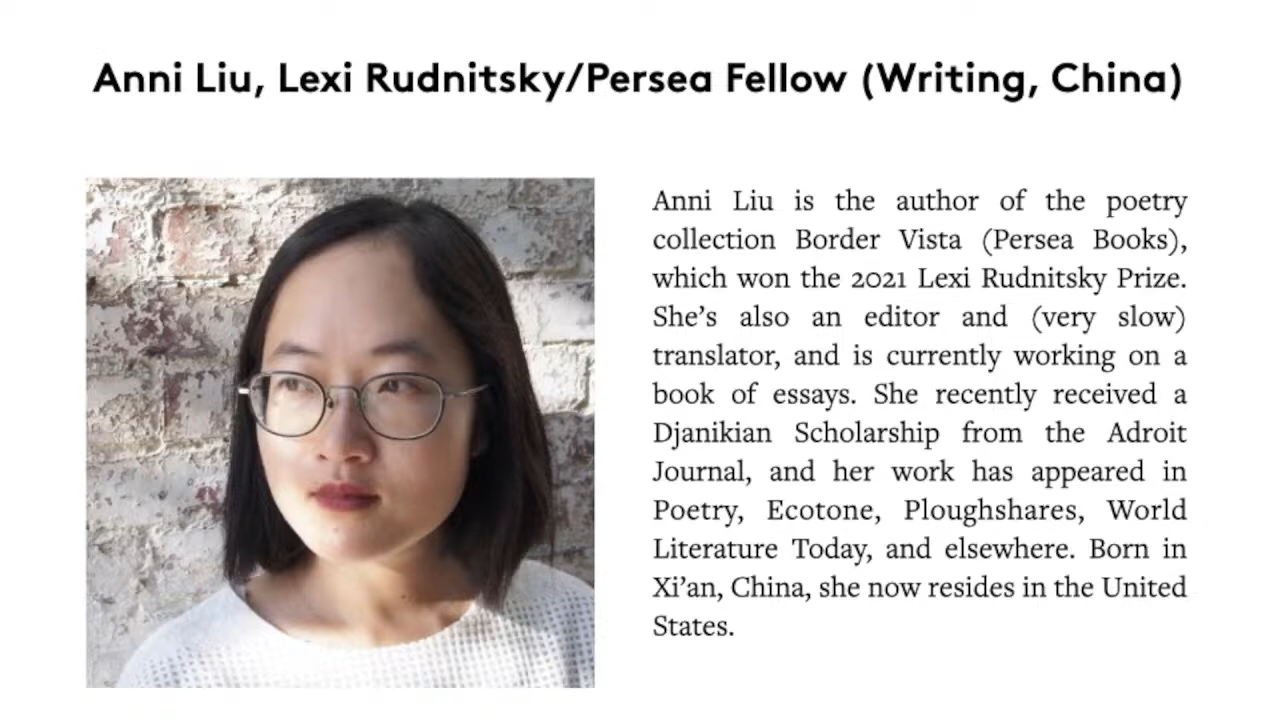 Anni Liu, Lexi Rudnitsky/Persea Fellow (Writing, China)
Anni Liu is the author of the poetry
collection Border Vista (Persea Books),
which won the 2021 Lexi Rudnitsky Prize.
She’s also an editor and (very slow)
translator, and is currently working on a
book of essays. She recently received a
Djanikian Scholarship from the Adroit
Journal, and her work has appeared in
Poetry, Ecotone, Ploughshares, World
Literature Today, and elsewhere. Born in
Xi’an, China, she now resides in the United
States.